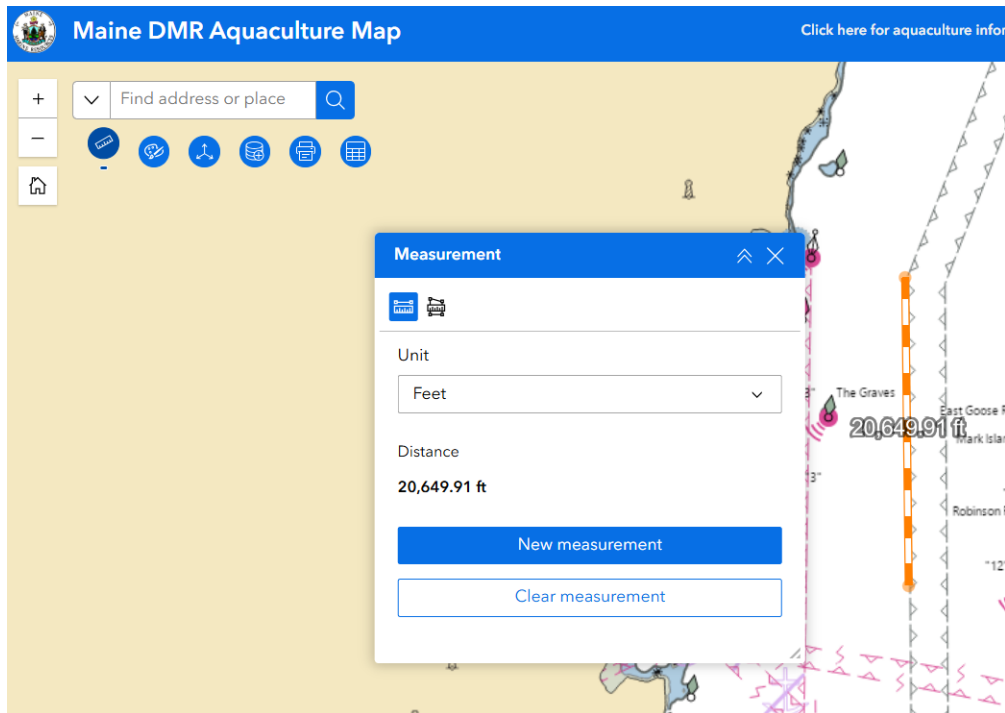 Maine DMR Aquaculture Map
Click here for aquaculture infor
Find address or place
Measurement
Unit
Feet
Distance
20,649.91 ft
New measurement
Clear measurement
The Graves
East Goose R
20,649.91 ft
Mark Islan
3"
Robinson
"12"